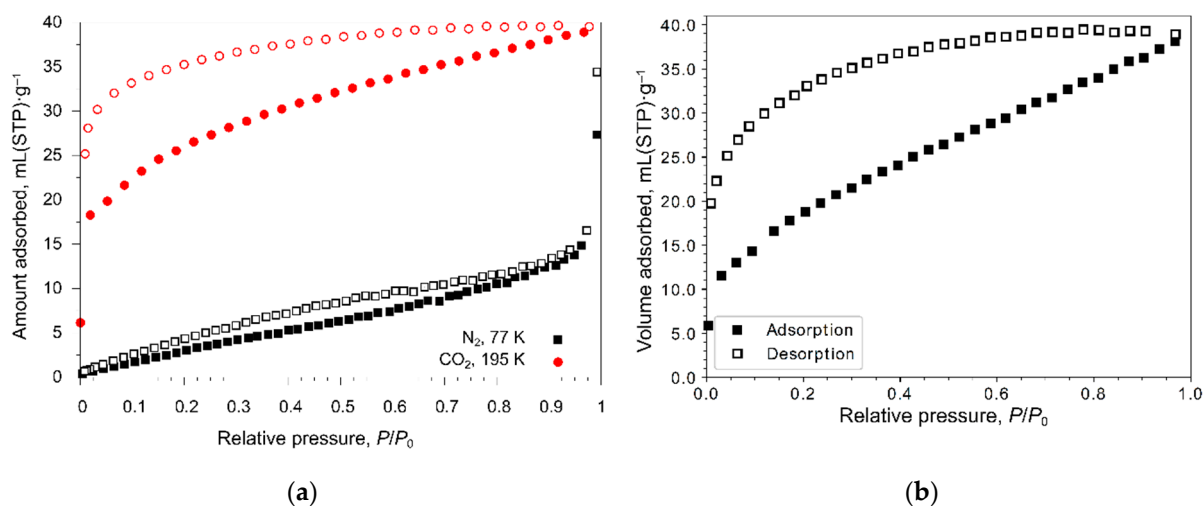 40
35
30
25
20
15
10
5
0
Amount adsorbed, mL(STP)·g⁻¹
N₂, 77 K
CO₂, 195 K
0 0.1 0.2 0.3 0.4 0.5 0.6 0.7 0.8 0.9 1
Relative pressure, P/P₀
(a)
40.0
35.0
30.0
25.0
20.0
15.0
10.0
5.0
0.0
Volume adsorbed, mL(STP)·g⁻¹
Adsorption
Desorption
0.0 0.2 0.4 0.6 0.8 1.0
Relative pressure, P/P₀
(b)